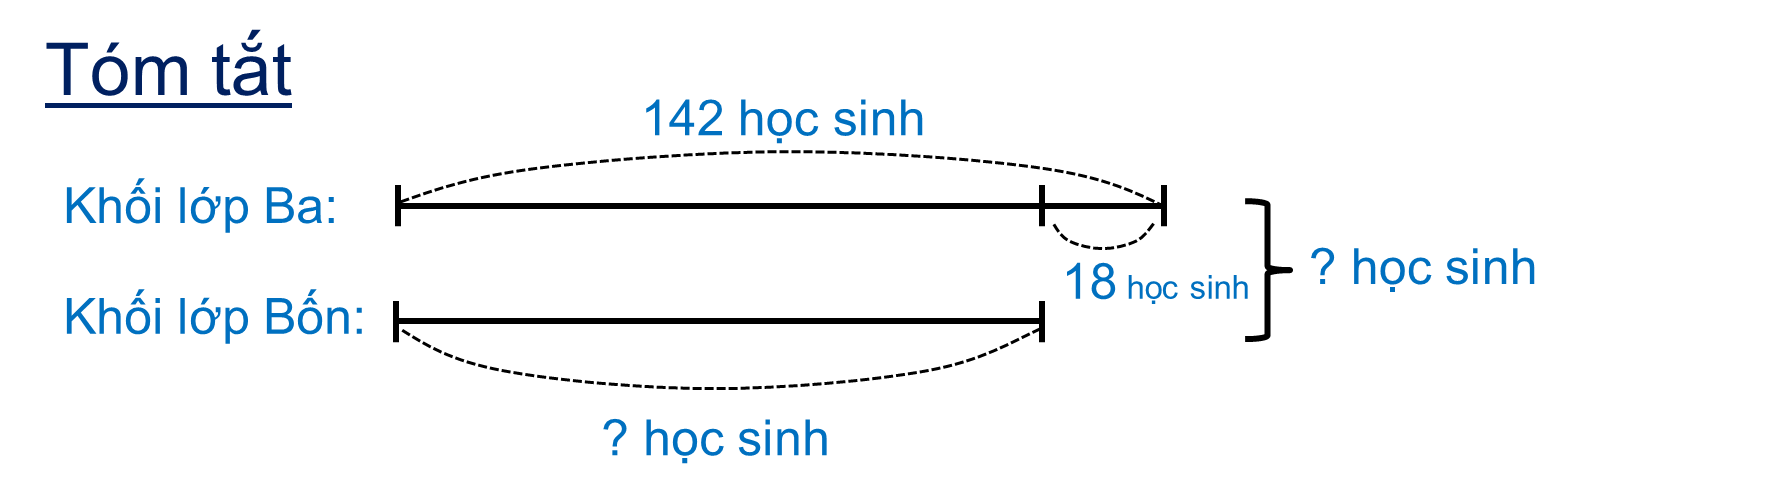 Tóm tắt
142 học sinh
Khối lớp Ba:
18 học sinh
? học sinh
Khối lớp Bốn:
? học sinh